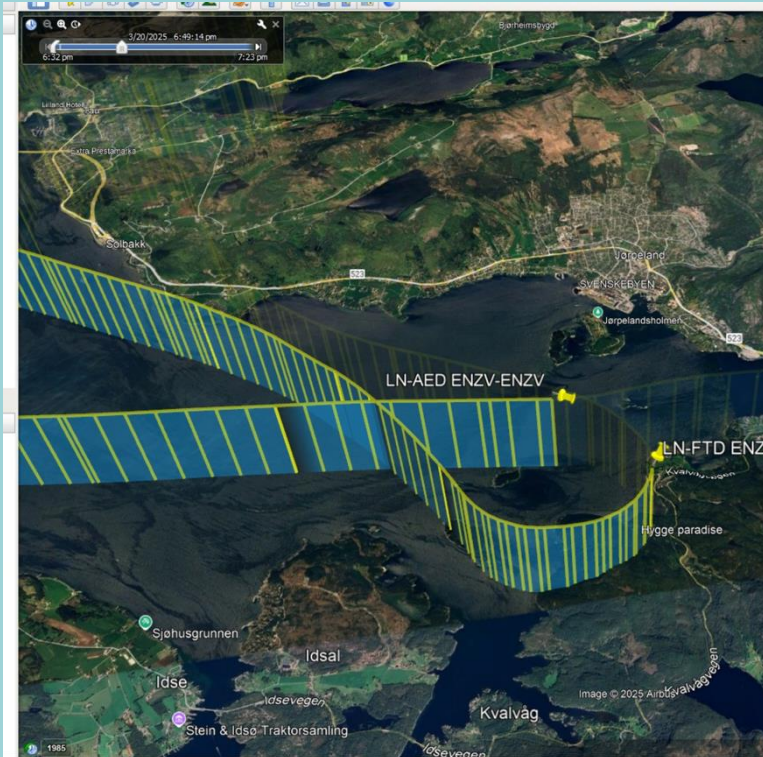 3/20/2025 6:49:14 pm
6:32 pm
7:23 pm
Bjørheimsbygd
Extra Prestamarka
Solbakk
523
Jørpeland
SVENSKEBYEN
Jørpelandsholmen
523
LN-AED ENZV-ENZV
LN-FTD ENZ
Kvalvågvegen
Hygge paradise
Sjøhusgrunnen
Idsal
Idse
Idsevegen
Kvalvåg
Image © 2025 Airbus
Kvalvågvegen
Stein & Idsø Traktorsamling
Idsevegen
1985